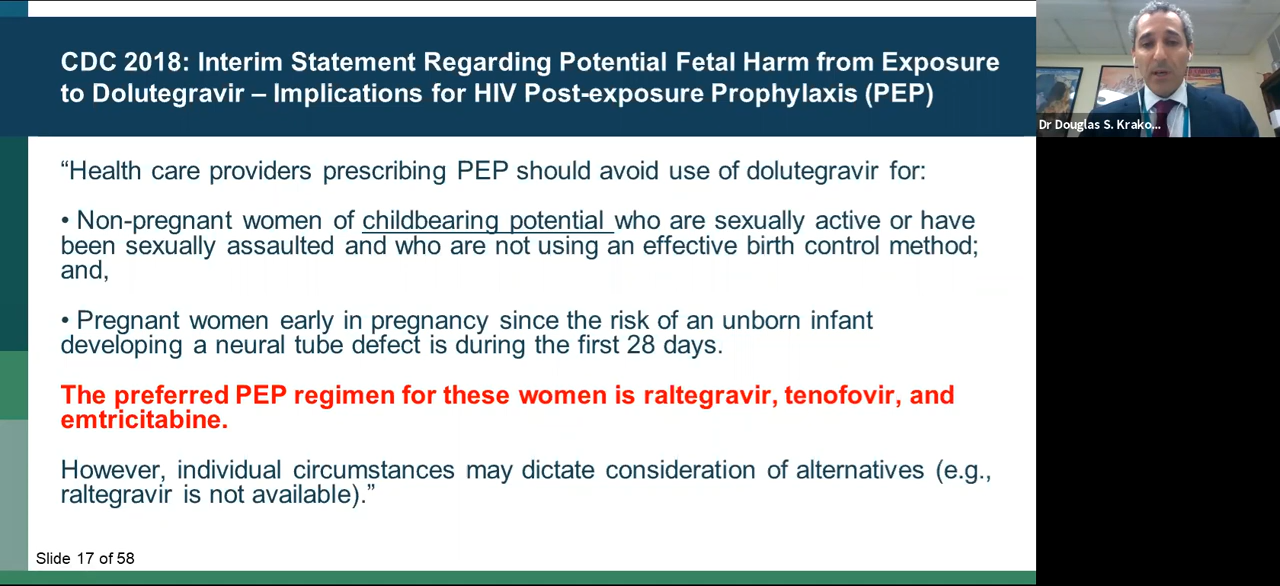 CDC 2018: Interim Statement Regarding Potential Fetal Harm from Exposure
to Dolutegravir – Implications for HIV Post-exposure Prophylaxis (PEP)
Dr Douglas S. Krako...
“Health care providers prescribing PEP should avoid use of dolutegravir for:
• Non-pregnant women of childbearing potential who are sexually active or have
been sexually assaulted and who are not using an effective birth control method;
and,
• Pregnant women early in pregnancy since the risk of an unborn infant
developing a neural tube defect is during the first 28 days.
The preferred PEP regimen for these women is raltegravir, tenofovir, and
emtricitabine.
However, individual circumstances may dictate consideration of alternatives (e.g.,
raltegravir is not available).”
Slide 17 of 58